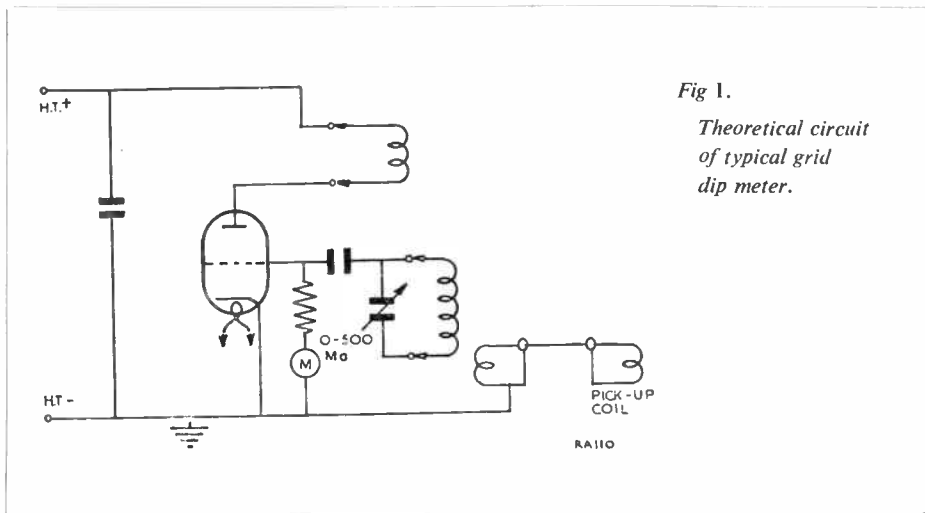 H.T.+
Fig 1.
Theoretical circuit
of typical grid
dip meter.
0-500
Ma
M
H.T-
PICK-UP
COIL
RA110